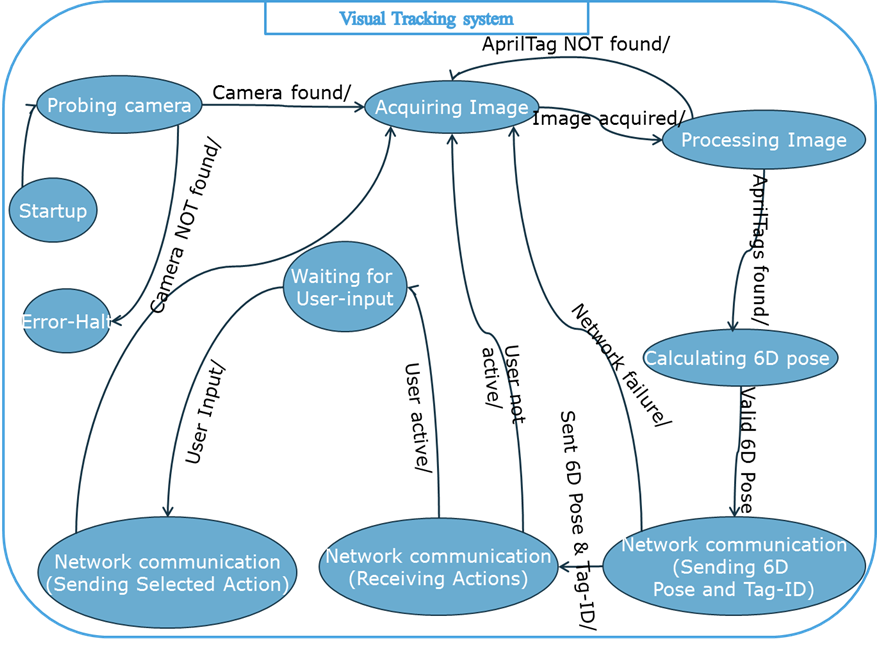 Visual Tracking system
AprilTag NOT found/
Probing camera
Camera found/
Acquiring Image
Image acquired/
Processing Image
Startup
Camera NOT found/
AprilTags found/
Waiting for
User-input
Error-Halt
Network failure/
Calculating 6D pose
User Input/
User active/
User not
active/
Valid 6D Pose
Sent 6D Pose & Tag-ID/
Network communication
(Sending Selected Action)
Network communication
(Receiving Actions)
Network communication
(Sending 6D
Pose and Tag-ID)